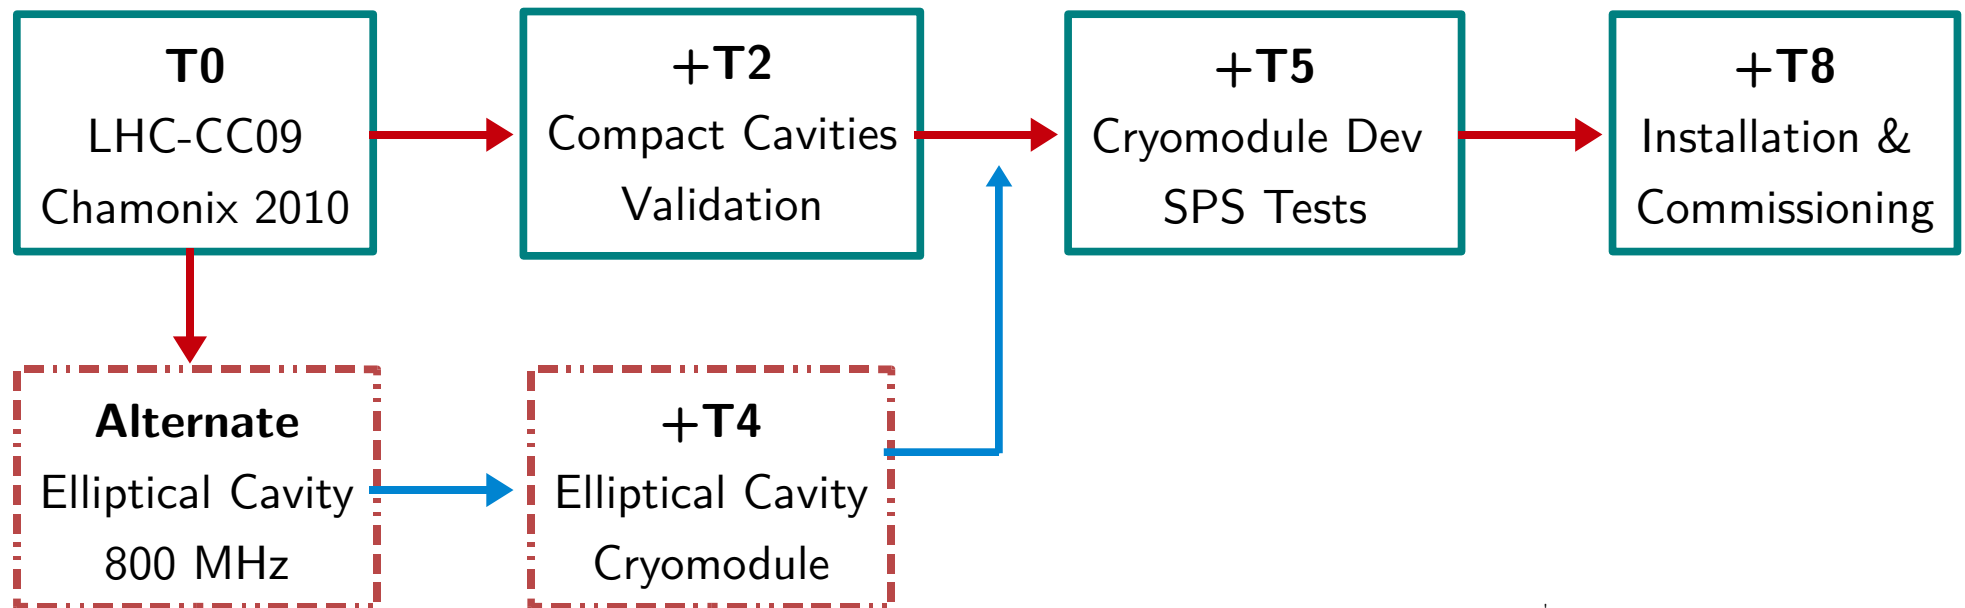 T0
LHC-CC09
Chamonix 2010
+T2
Compact Cavities
Validation
+T5
Cryomodule Dev
SPS Tests
+T8
Installation &
Commissioning
Alternate
Elliptical Cavity
800 MHz
+T4
Elliptical Cavity
Cryomodule